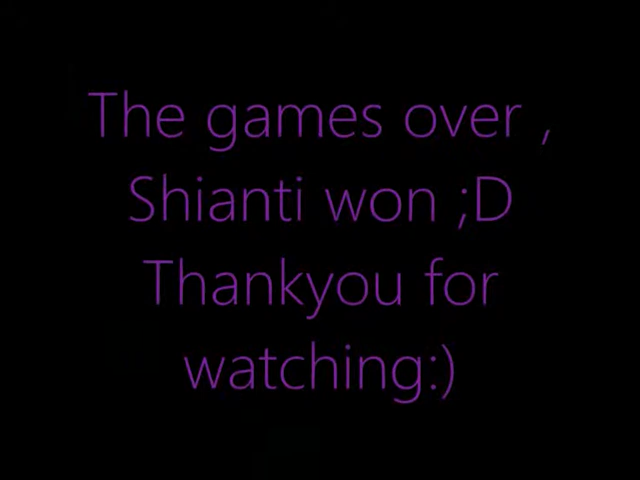 The games over ,
Shianti won ;D
Thankyou for
watching:)